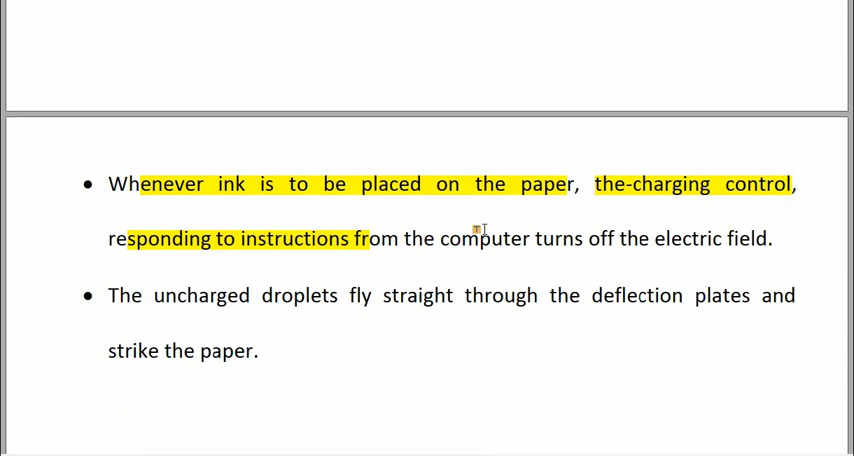 • Whenever ink is to be placed on the paper, the-charging control,
responding to instructions from the computer turns off the electric field.
• The uncharged droplets fly straight through the deflection plates and
strike the paper.